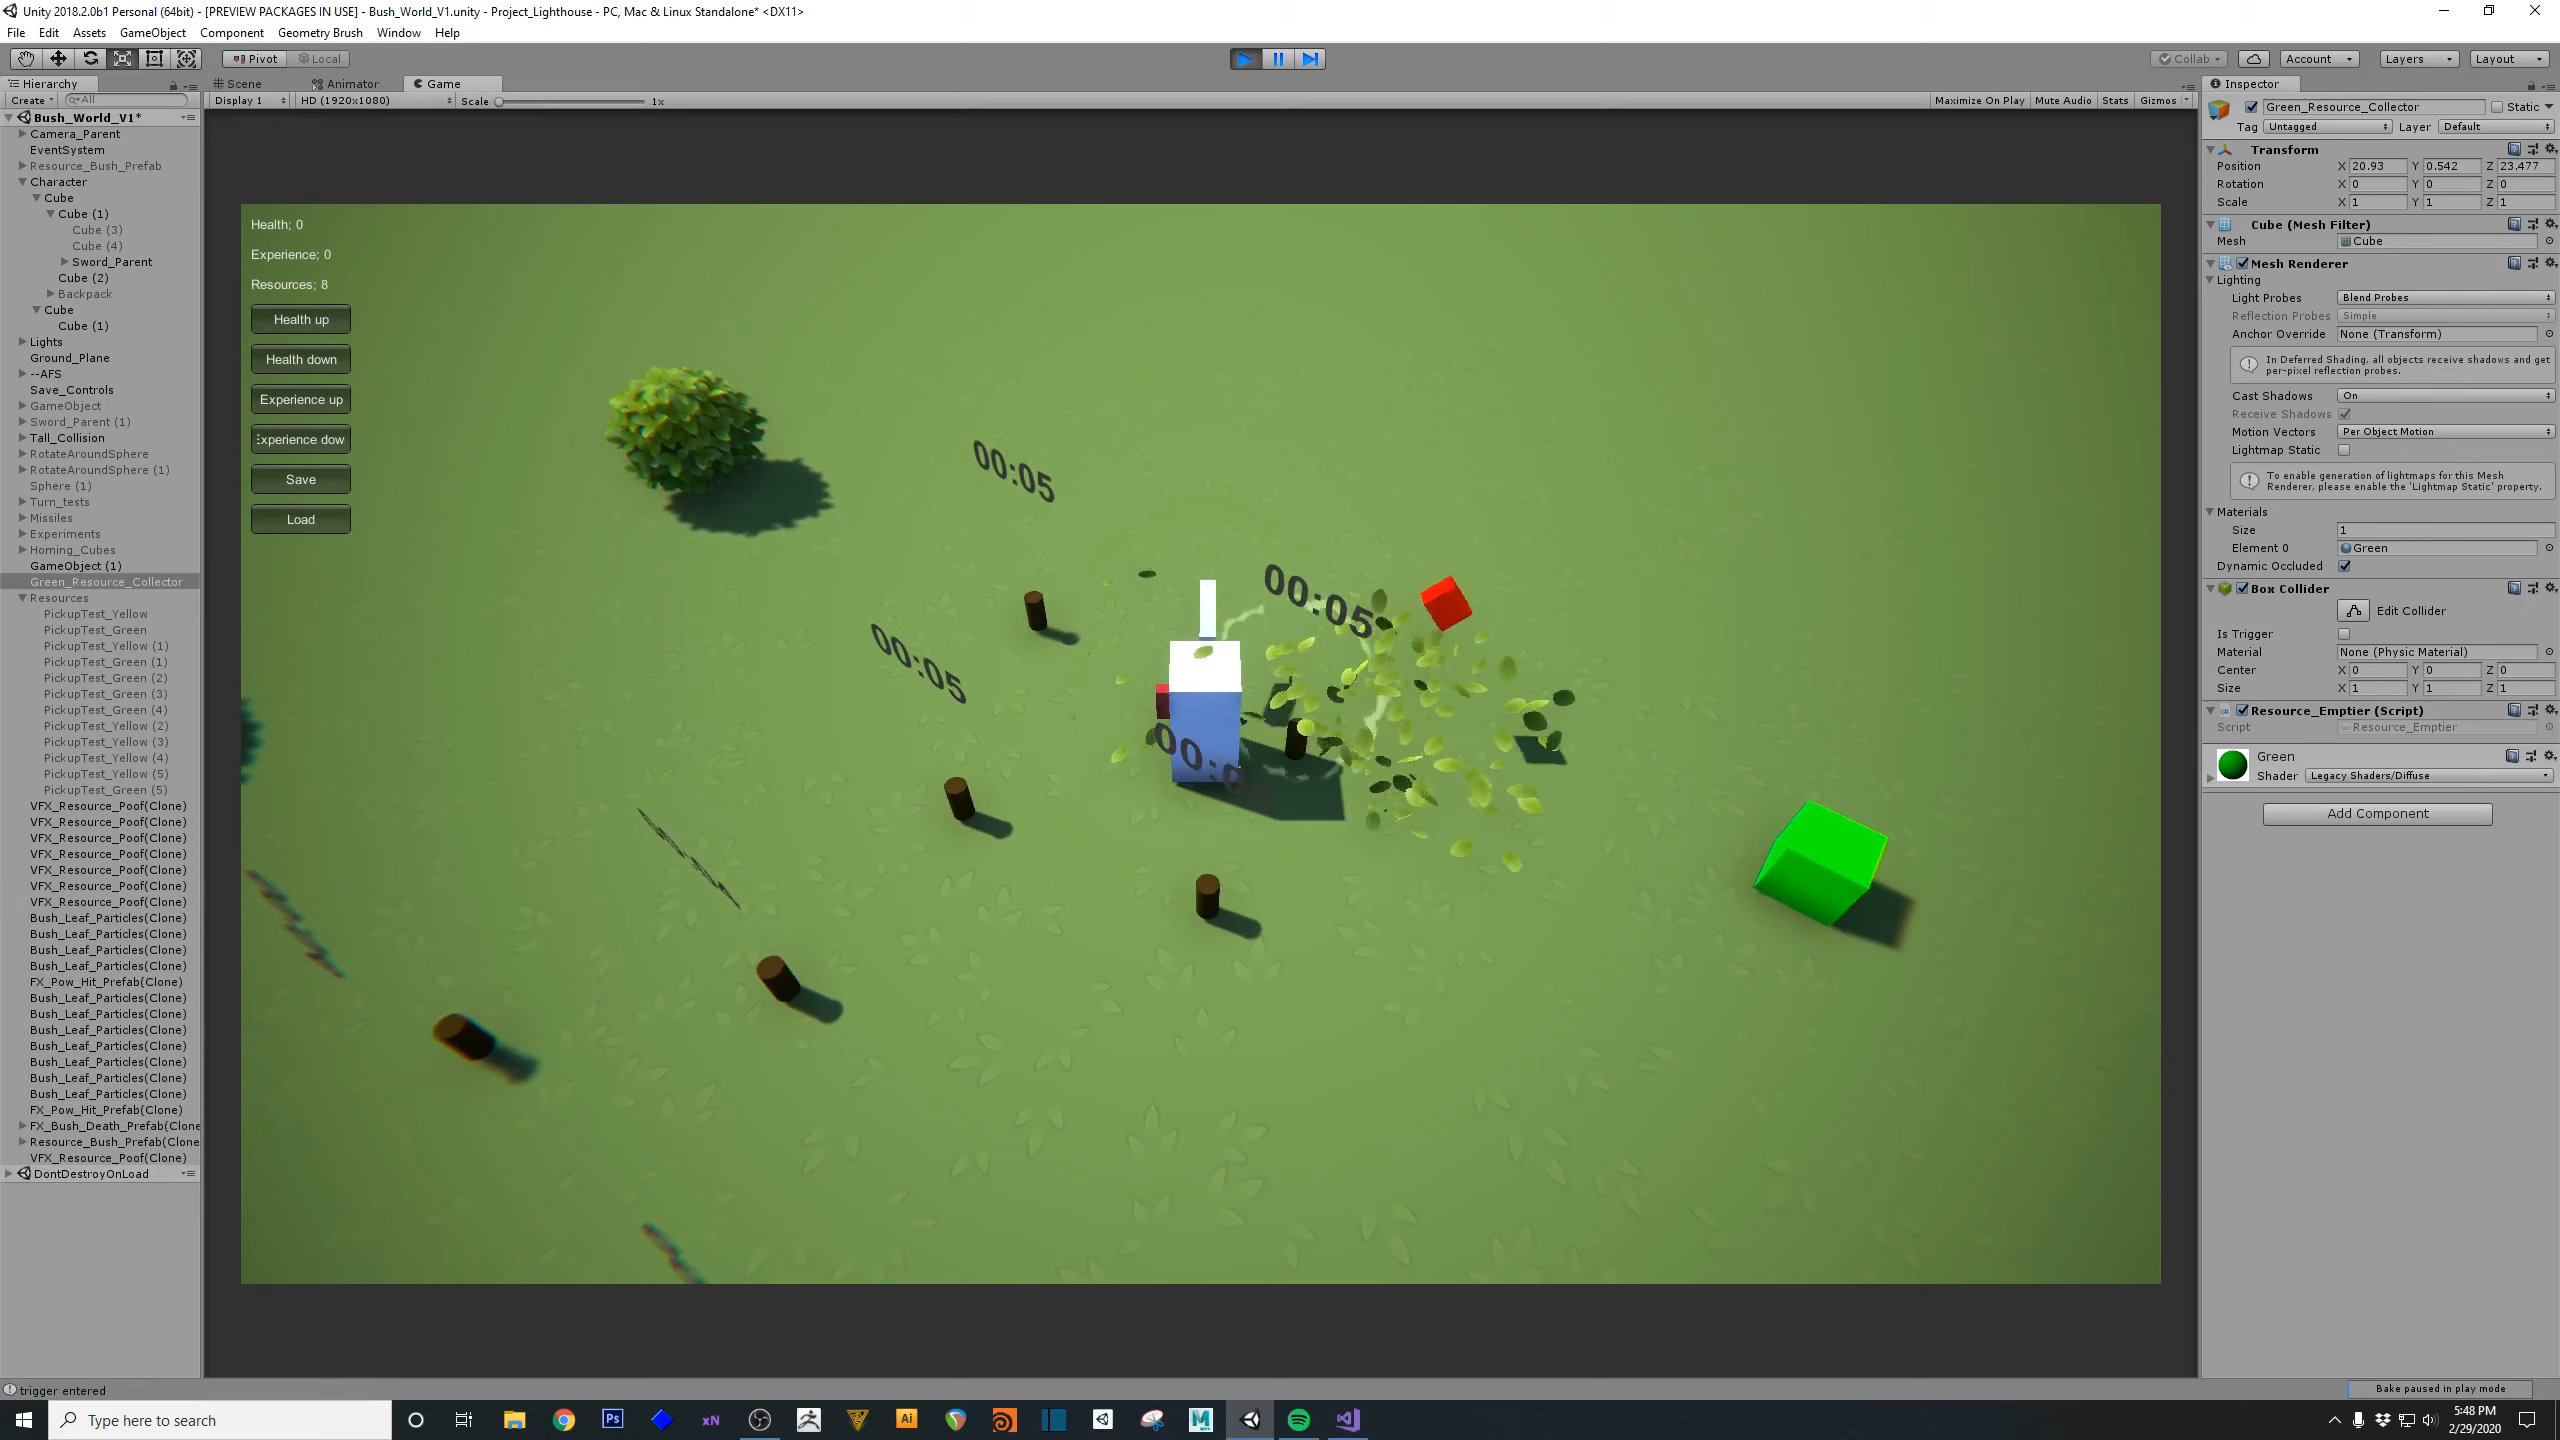 Unity 2018.2.0b1 Personal (64bit) - [PREVIEW PACKAGES IN USE] - Bush_World_V1.unity - Project_Lighthouse - PC, Mac & Linux Standalone* <DX11>
File Edit Assets GameObject Component Geometry Brush Window Help
Pivot Local Collab Account Layers Layout
Hierarchy Scene Animator Game Inspector
Create All Display 1 HD (1920x1080) Scale 1x Maximize On Play Mute Audio Stats Gizmos
Bush_World_V1*
Camera_Parent
EventSystem
Resource_Bush_Prefab
Character
Cube
Cube (1)
Cube (3)
Cube (4)
Sword_Parent
Cube (2)
Backpack
Cube
Cube (1)
Lights
Ground_Plane
--AFS
Save_Controls
GameObject
Sword_Parent (1)
Tall_Collision
RotateAroundSphere
RotateAroundSphere (1)
Sphere (1)
Turn_tests
Missiles
Experiments
Homing_Cubes
GameObject (1)
Green_Resource_Collector
Resources
PickupTest_Yellow
PickupTest_Green
PickupTest_Yellow (1)
PickupTest_Green (1)
PickupTest_Green (2)
PickupTest_Green (3)
PickupTest_Green (4)
PickupTest_Yellow (2)
PickupTest_Yellow (3)
PickupTest_Yellow (4)
PickupTest_Yellow (5)
PickupTest_Green (5)
VFX_Resource_Poof(Clone)
VFX_Resource_Poof(Clone)
VFX_Resource_Poof(Clone)
VFX_Resource_Poof(Clone)
VFX_Resource_Poof(Clone)
VFX_Resource_Poof(Clone)
VFX_Resource_Poof(Clone)
Bush_Leaf_Particles(Clone)
Bush_Leaf_Particles(Clone)
Bush_Leaf_Particles(Clone)
Bush_Leaf_Particles(Clone)
FX_Pow_Hit_Prefab(Clone)
Bush_Leaf_Particles(Clone)
Bush_Leaf_Particles(Clone)
Bush_Leaf_Particles(Clone)
Bush_Leaf_Particles(Clone)
Bush_Leaf_Particles(Clone)
Bush_Leaf_Particles(Clone)
Bush_Leaf_Particles(Clone)
FX_Pow_Hit_Prefab(Clone)
FX_Bush_Death_Prefab(Clone
Resource_Bush_Prefab(Clone
VFX_Resource_Poof(Clone)
DontDestroyOnLoad
Health; 0
Experience; 0
Resources; 8
Health up
Health down
Experience up
Experience dow
Save
Load
00:05
00:05
00:05
Green_Resource_Collector Static
Tag Untagged Layer Default
Transform
Position X 20.93 Y 0.542 Z 23.477
Rotation X 0 Y 0 Z 0
Scale X 1 Y 1 Z 1
Cube (Mesh Filter)
Mesh Cube
Mesh Renderer
Lighting
Light Probes Blend Probes
Reflection Probes Simple
Anchor Override None (Transform)
In Deferred Shading, all objects receive shadows and get
per-pixel reflection probes.
Cast Shadows On
Receive Shadows
Motion Vectors Per Object Motion
Lightmap Static
To enable generation of lightmaps for this Mesh
Renderer, please enable the 'Lightmap Static' property.
Materials
Size 1
Element 0 Green
Dynamic Occluded
Box Collider
Edit Collider
Is Trigger
Material None (Physic Material)
Center X 0 Y 0 Z 0
Size X 1 Y 1 Z 1
Resource_Emptier (Script)
Script Resource_Emptier
Green
Shader Legacy Shaders/Diffuse
Add Component
trigger entered
Bake paused in play mode
Type here to search
Ps
xN
Ai
M
5:48 PM
2/29/2020